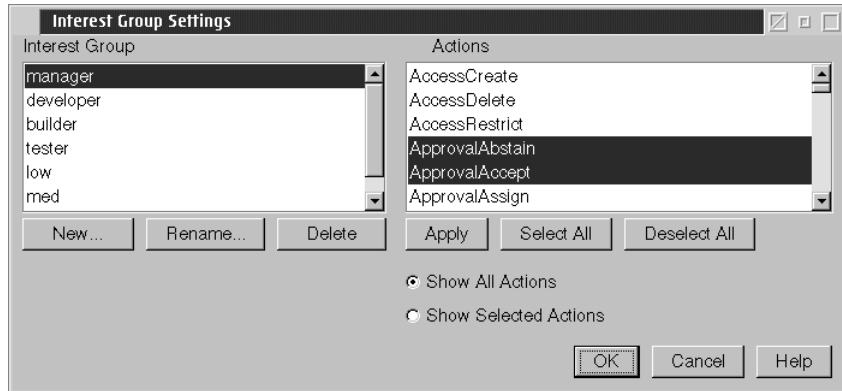 Interest Group Settings
Interest Group
Actions
manager
developer
builder
tester
low
med
AccessCreate
AccessDelete
AccessRestrict
ApprovalAbstain
ApprovalAccept
ApprovalAssign
New... Rename... Delete
Apply Select All Deselect All
Show All Actions
Show Selected Actions
OK Cancel Help